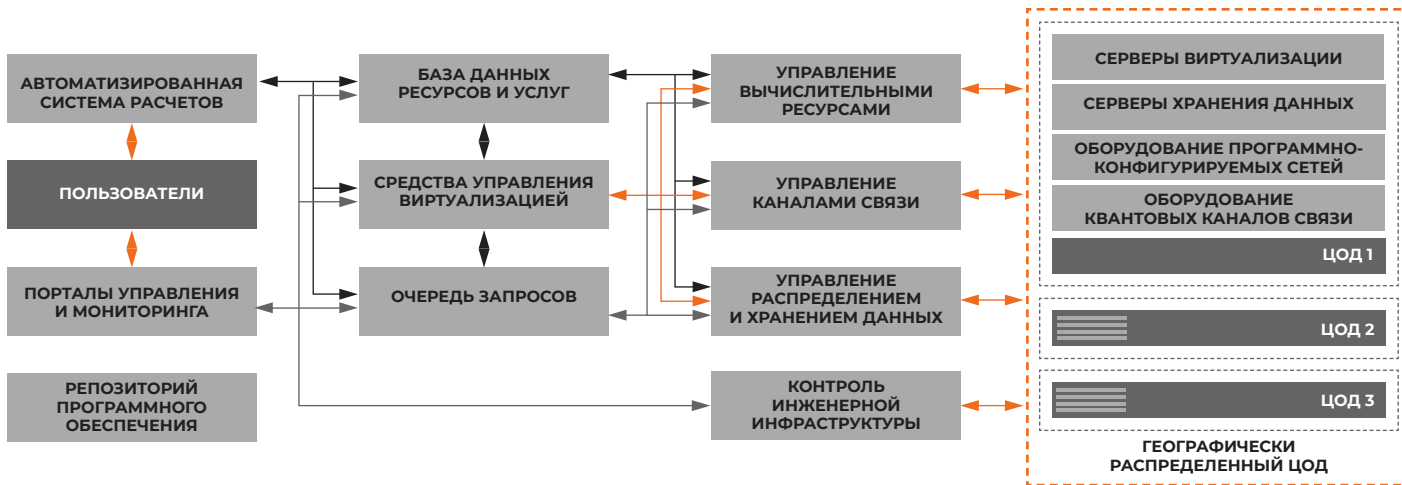 АВТОМАТИЗИРОВАННАЯ
СИСТЕМА РАСЧЕТОВ
ПОЛЬЗОВАТЕЛИ
ПОРТАЛЫ УПРАВЛЕНИЯ
И МОНИТОРИНГА
РЕПОЗИТОРИЙ
ПРОГРАММНОГО
ОБЕСПЕЧЕНИЯ
БАЗА ДАННЫХ
РЕСУРСОВ И УСЛУГ
СРЕДСТВА УПРАВЛЕНИЯ
ВИРТУАЛИЗАЦИЕЙ
ОЧЕРЕДЬ ЗАПРОСОВ
УПРАВЛЕНИЕ
ВЫЧИСЛИТЕЛЬНЫМИ
РЕСУРСАМИ
УПРАВЛЕНИЕ
КАНАЛАМИ СВЯЗИ
УПРАВЛЕНИЕ
РАСПРЕДЕЛЕНИЕМ
И ХРАНЕНИЕМ ДАННЫХ
КОНТРОЛЬ
ИНЖЕНЕРНОЙ
ИНФРАСТРУКТУРЫ
СЕРВЕРЫ ВИРТУАЛИЗАЦИИ
СЕРВЕРЫ ХРАНЕНИЯ ДАННЫХ
ОБОРУДОВАНИЕ ПРОГРАММНО-
КОНФИГУРИРУЕМЫХ СЕТЕЙ
ОБОРУДОВАНИЕ
КВАНТОВЫХ КАНАЛОВ СВЯЗИ
ЦОД 1
ЦОД 2
ЦОД 3
ГЕОГРАФИЧЕСКИ
РАСПРЕДЕЛЕННЫЙ ЦОД